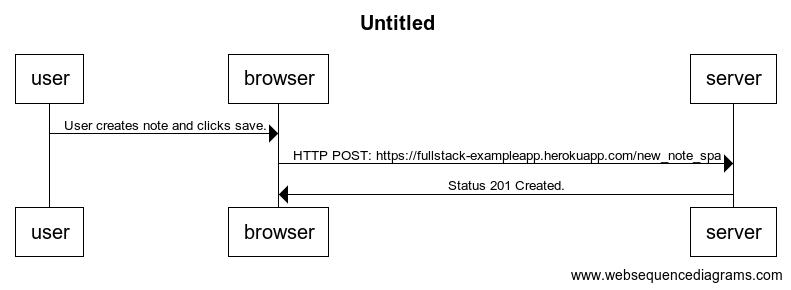 Untitled
user browser server
User creates note and clicks save.
HTTP POST: https://fullstack-exampleapp.herokuapp.com/new_note_spa
Status 201 Created.
user browser server
www.websequencediagrams.com